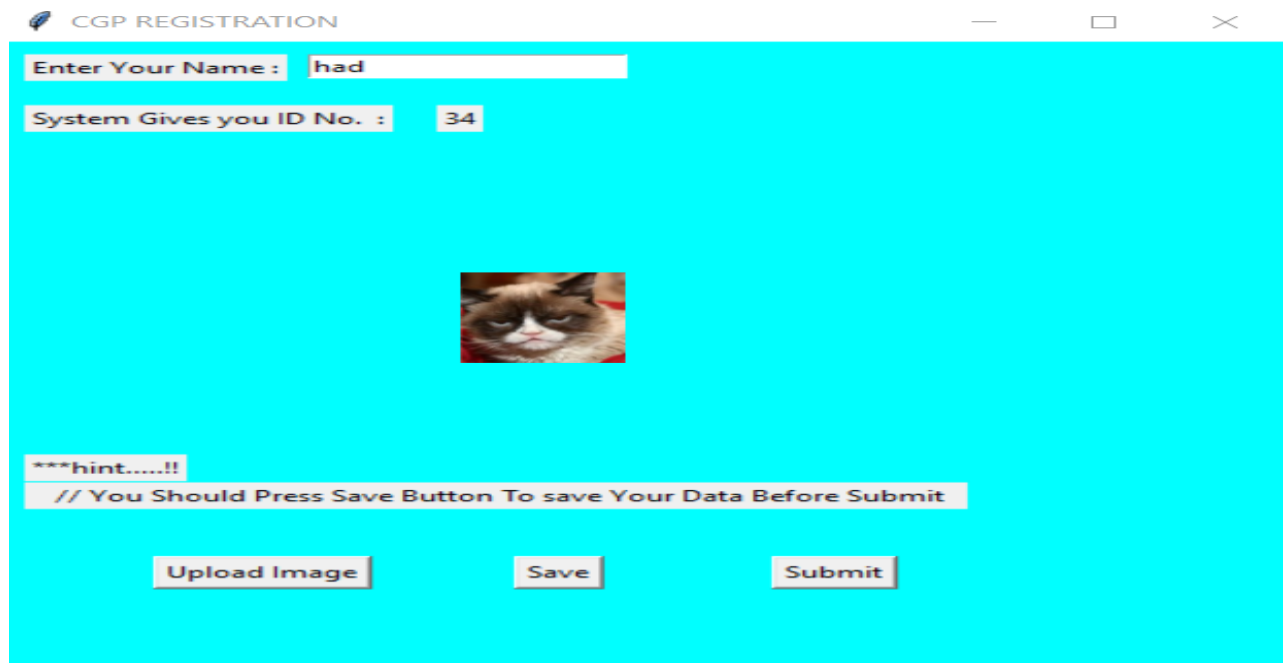 CGP REGISTRATION
Enter Your Name : had
System Gives you ID No. : 34
***hint.....!!
// You Should Press Save Button To save Your Data Before Submit
Upload Image Save Submit